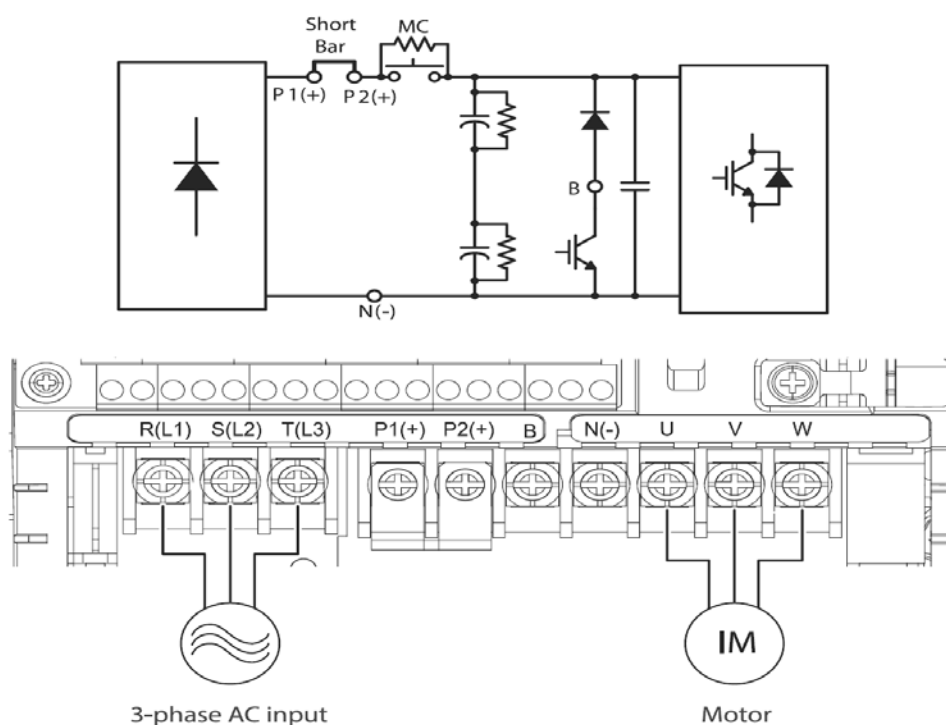 Short
Bar
MC
P1(+)
P2(+)
B
N(-)
R(L1) S(L2) T(L3) P1(+) P2(+) B N(-) U V W
IM
3-phase AC input
Motor